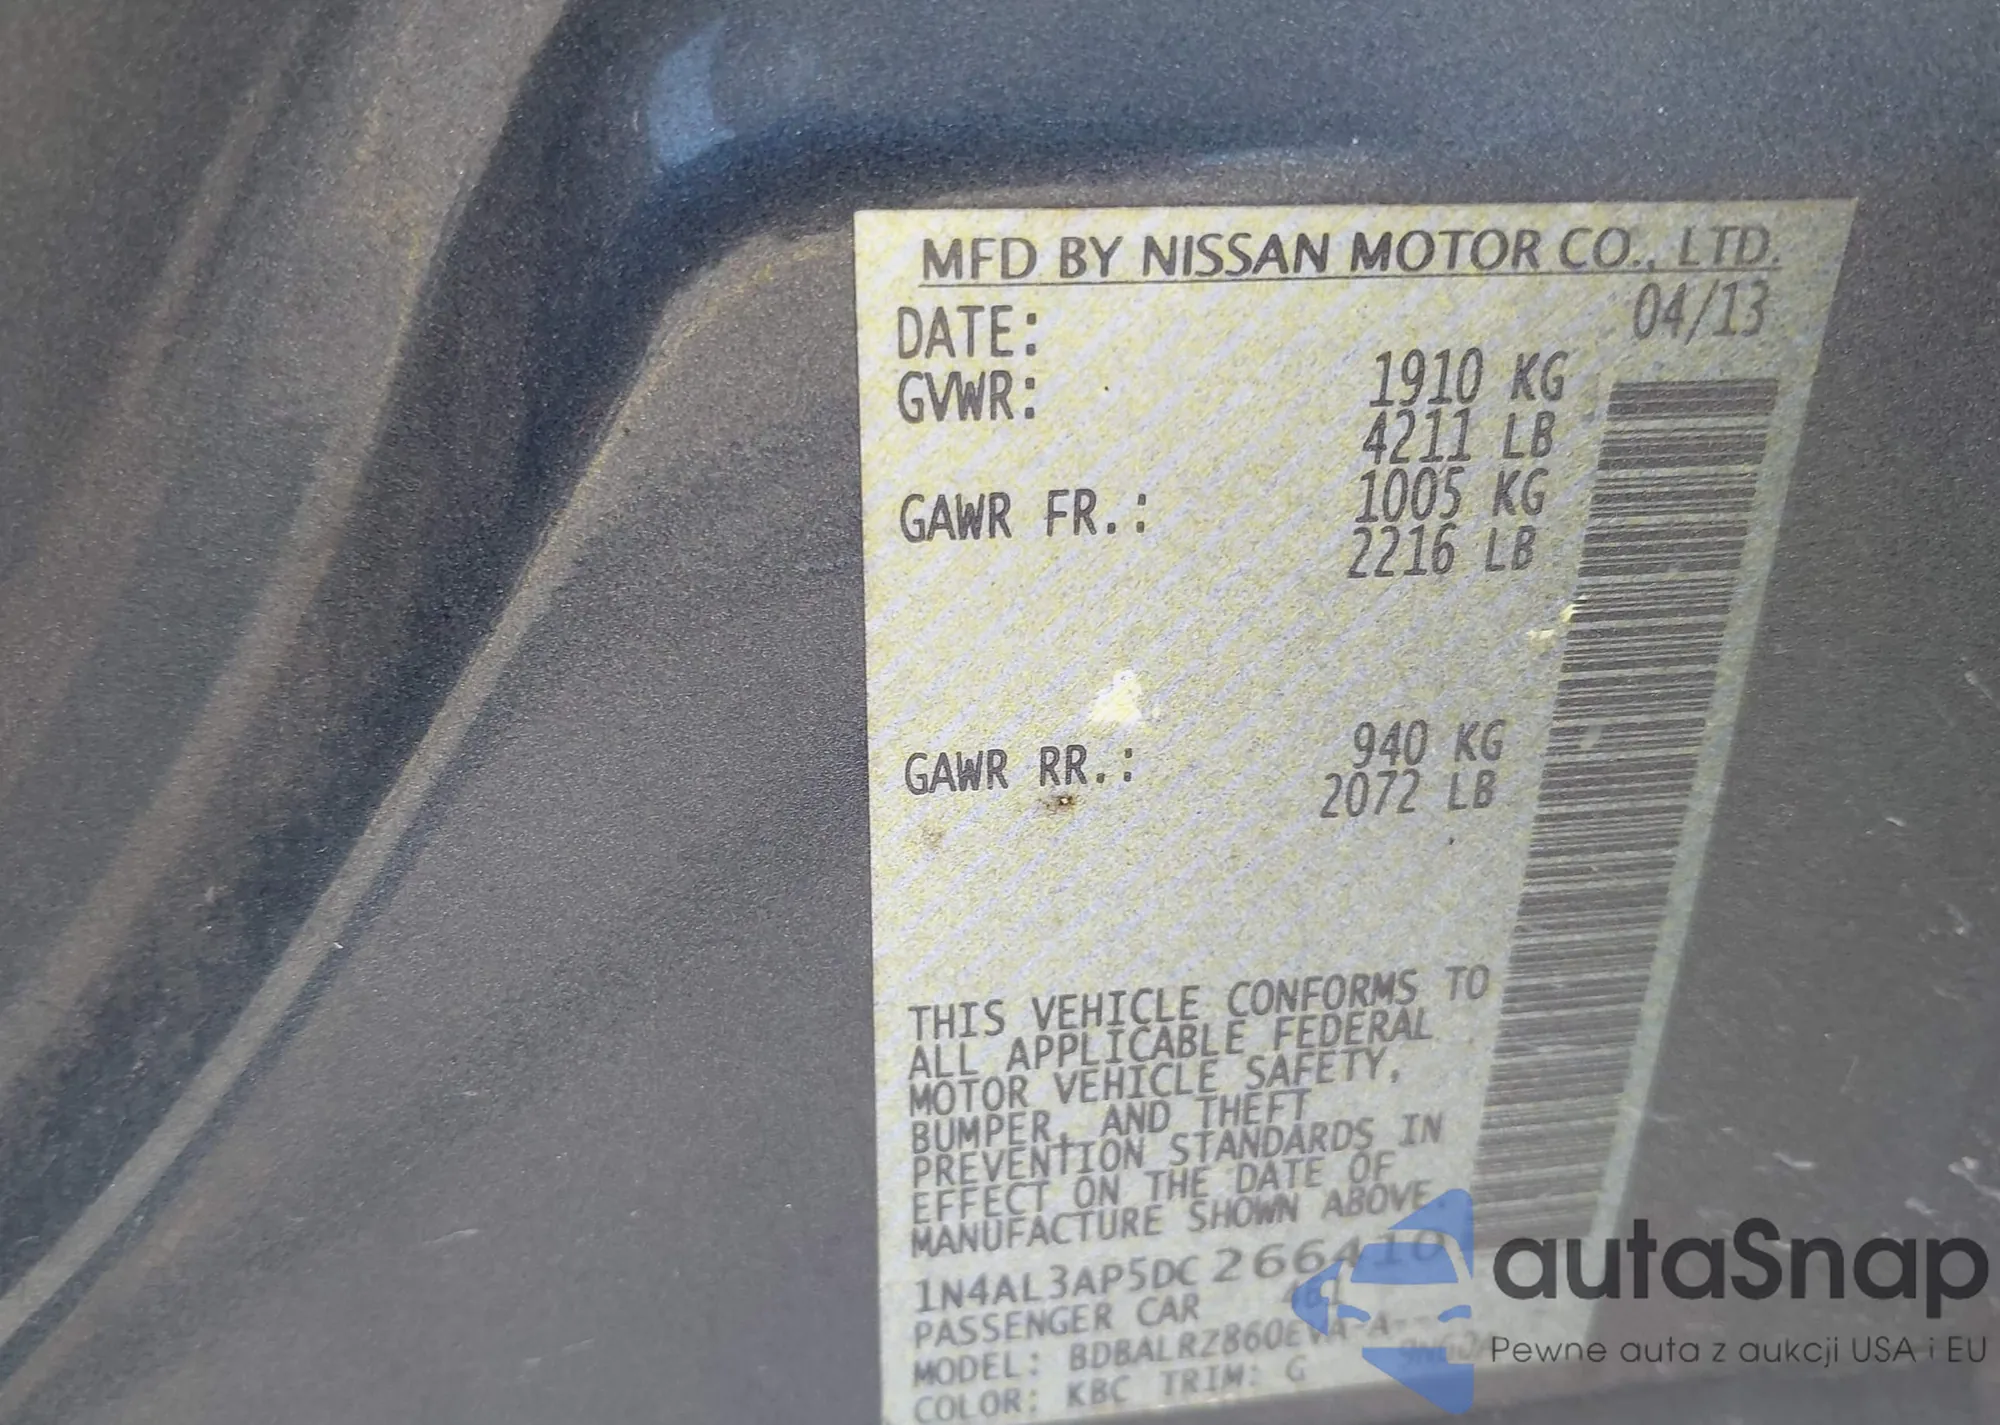 MFD BY NISSAN MOTOR CO., LTD.
DATE: 04/13
GVWR: 1910 KG
4211 LB
GAWR FR.: 1005 KG
2216 LB
GAWR RR.: 940 KG
2072 LB
THIS VEHICLE CONFORMS TO
ALL APPLICABLE FEDERAL
MOTOR VEHICLE SAFETY,
BUMPER, AND THEFT
PREVENTION STANDARDS IN
EFFECT ON THE DATE OF
MANUFACTURE SHOWN ABOVE.
1N4AL3AP5DC266410
PASSENGER CAR
MODEL: BDBALRZ860EWA-A---
COLOR: KBC TRIM: G
autaSnap
Pewne auta z aukcji USA i EU